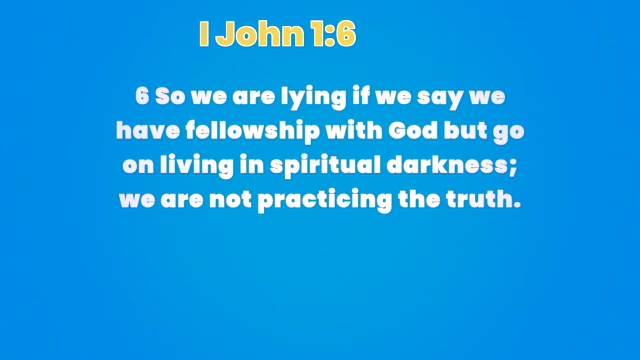 I John 1:6
6 So we are lying if we say we
have fellowship with God but go
on living in spiritual darkness;
we are not practicing the truth.